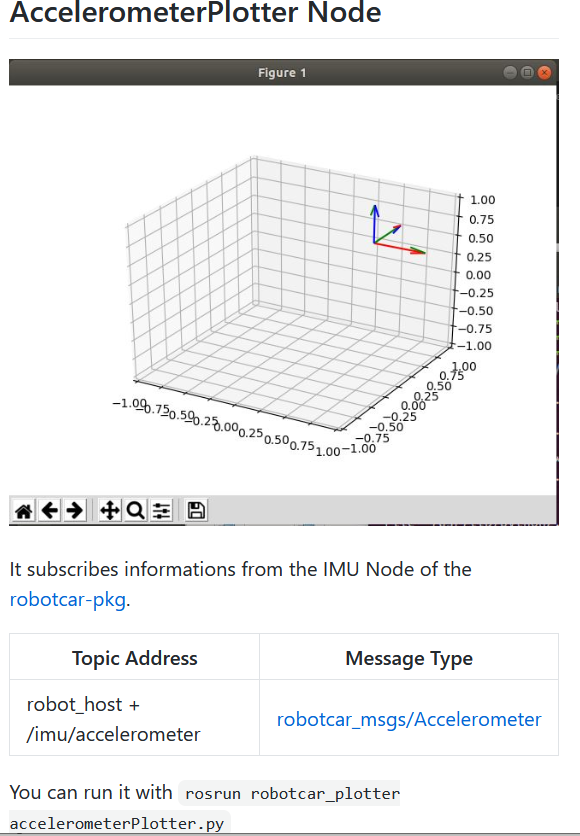 AccelerometerPlotter Node
Figure 1
1.00
0.75
0.50
0.25
0.00
−0.25
−0.50
−0.75
−1.00
−1.00
−0.75
−0.50
−0.25
0.00
0.25
0.50
0.75
1.00
−1.00
−0.75
−0.50
−0.25
0.00
0.25
0.50
0.75
1.00
It subscribes informations from the IMU Node of the
robotcar-pkg.
Topic Address
Message Type
robot_host +
/imu/accelerometer
robotcar_msgs/Accelerometer
You can run it with rosrun robotcar_plotter
accelerometerPlotter.py